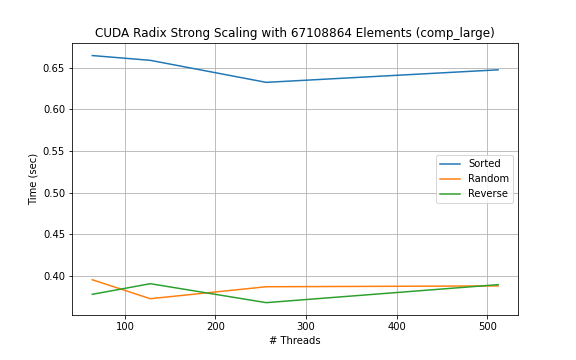 CUDA Radix Strong Scaling with 67108864 Elements (comp_large)
Time (sec)
0.65
0.60
0.55
0.50
0.45
0.40
Sorted
Random
Reverse
100 200 300 400 500
# Threads